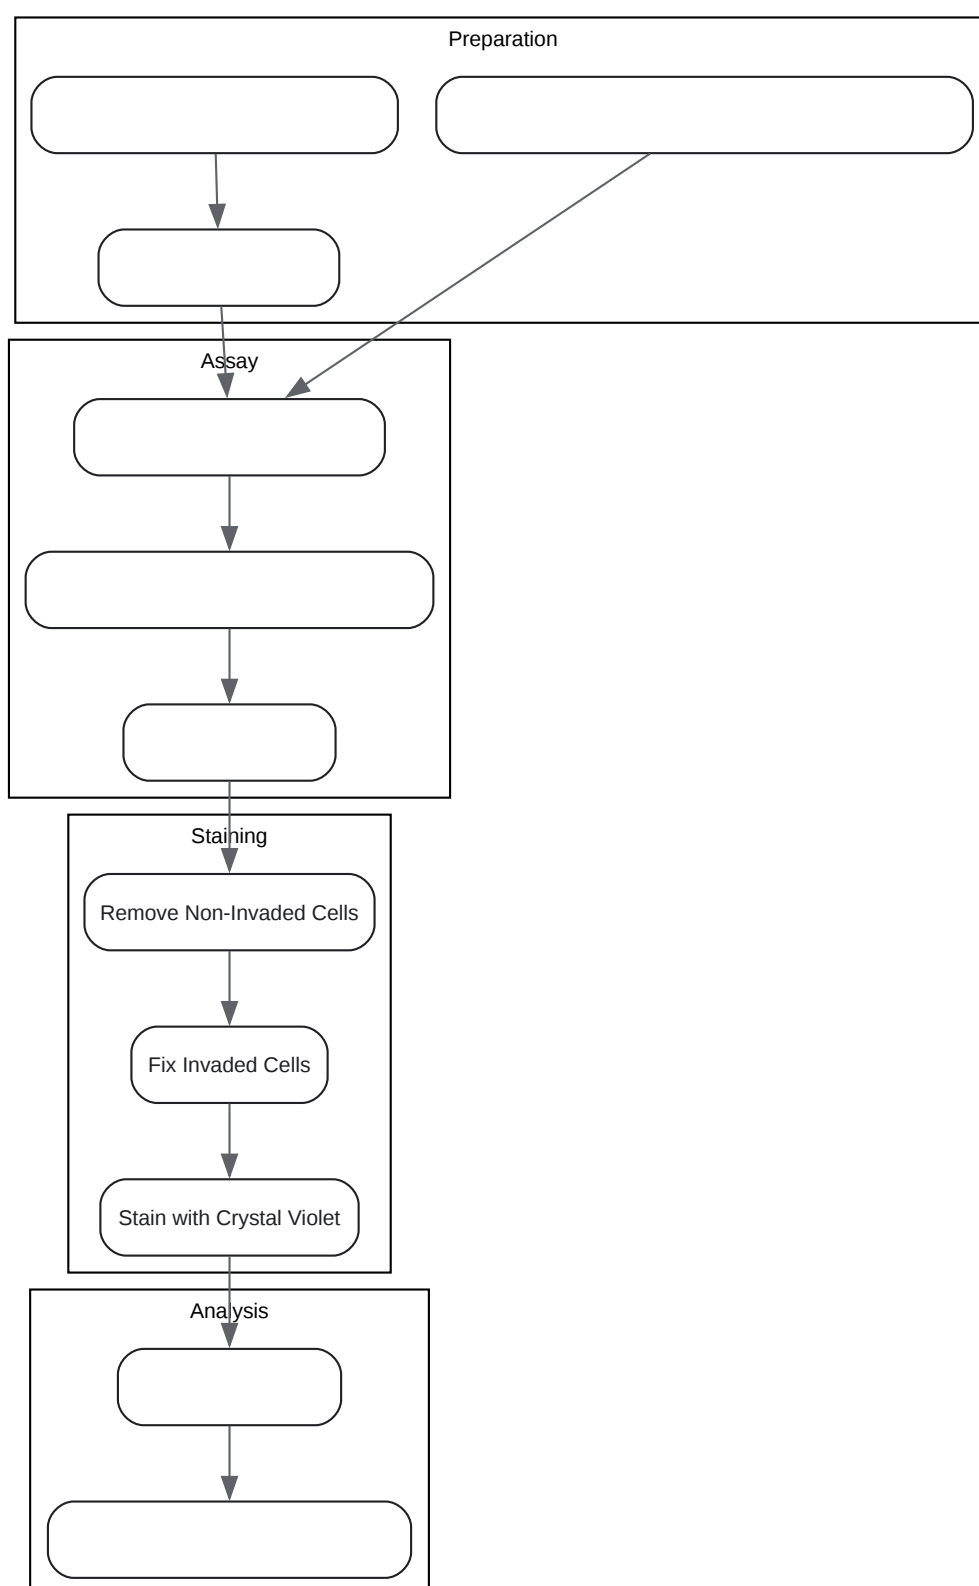 Preparation
Assay
Staining
Remove Non-Invaded Cells
Fix Invaded Cells
Stain with Crystal Violet
Analysis